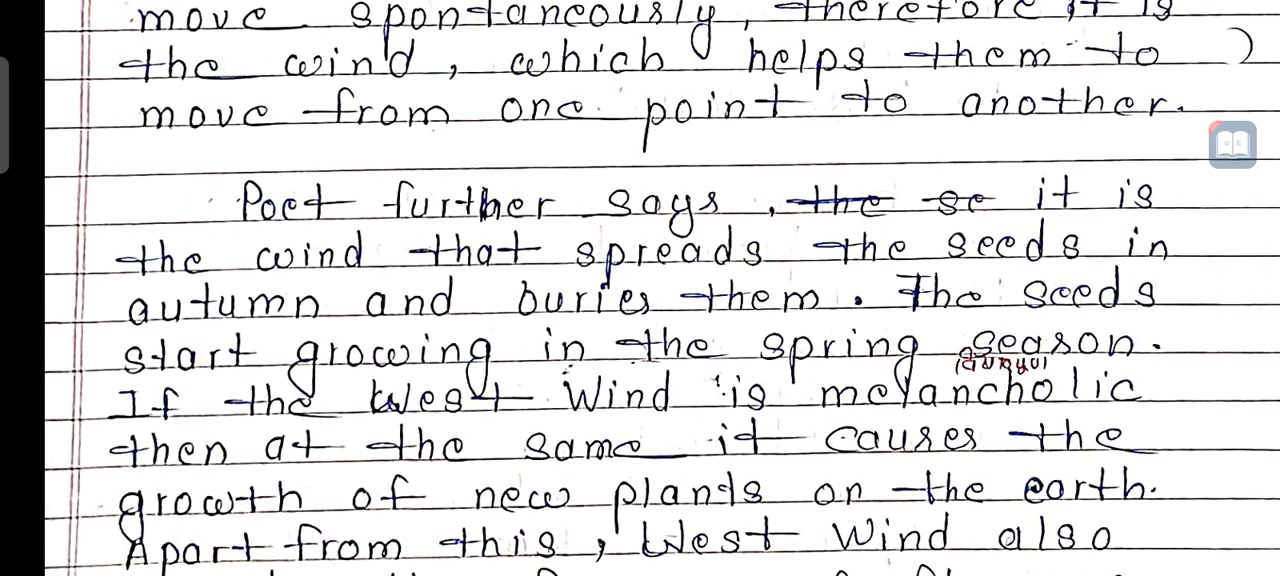 move spontaneously, therefore it is
the wind, which helps them to
move from one point to another.
Poet further says, the se it is
the wind that spreads the seeds in
autumn and buries them. The seeds
start growing in the spring season.
If the West Wind is melancholic
then at the same it causes the
growth of new plants on the earth.
Apart from this, West Wind also